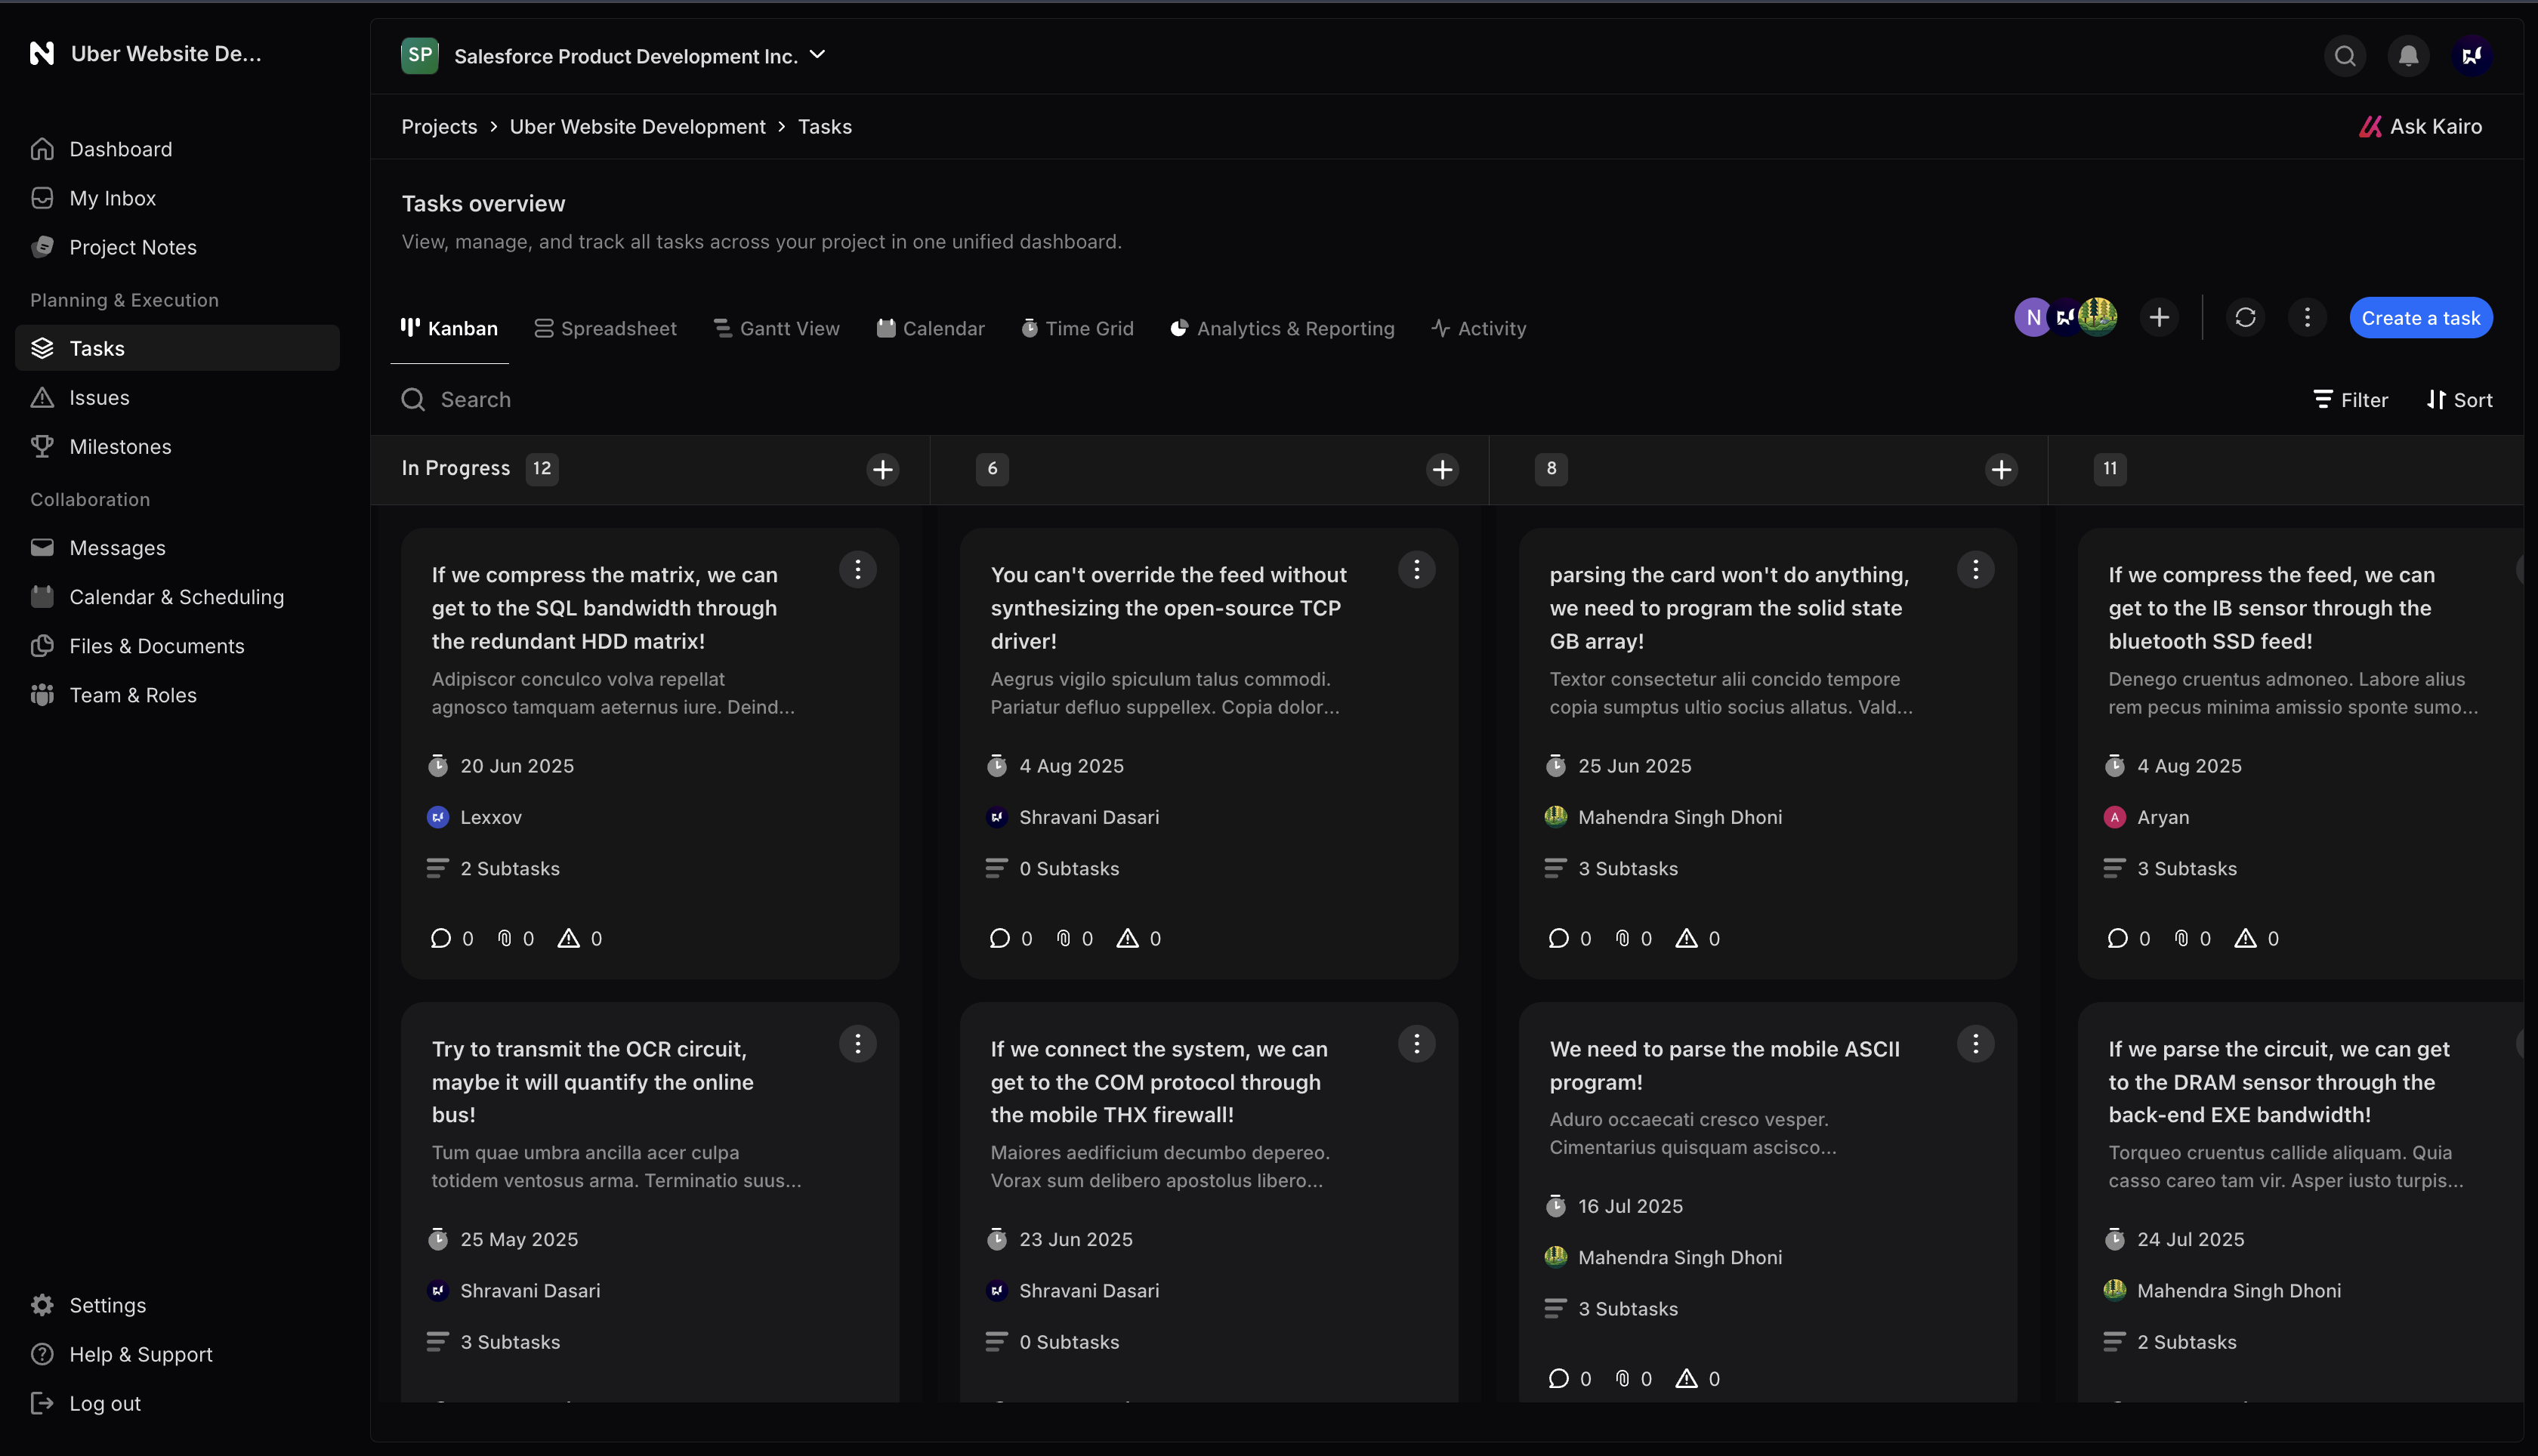 Uber Website De...
Dashboard
My Inbox
Project Notes
Planning & Execution
Tasks
Issues
Milestones
Collaboration
Messages
Calendar & Scheduling
Files & Documents
Team & Roles
Settings
Help & Support
Log out
SP Salesforce Product Development Inc.
Projects > Uber Website Development > Tasks
Ask Kairo
Tasks overview
View, manage, and track all tasks across your project in one unified dashboard.
Kanban Spreadsheet Gantt View Calendar Time Grid Analytics & Reporting Activity
N
Create a task
Search
Filter Sort
In Progress 12
If we compress the matrix, we can
get to the SQL bandwidth through
the redundant HDD matrix!
Adipiscor conculco volva repellat
agnosco tamquam aeternus iure. Deind...
20 Jun 2025
Lexxov
2 Subtasks
0 0 0
Try to transmit the OCR circuit,
maybe it will quantify the online
bus!
Tum quae umbra ancilla acer culpa
totidem ventosus arma. Terminatio suus...
25 May 2025
Shravani Dasari
3 Subtasks
6
You can't override the feed without
synthesizing the open-source TCP
driver!
Aegrus vigilo spiculum talus commodi.
Pariatur defluo suppellex. Copia dolor...
4 Aug 2025
Shravani Dasari
0 Subtasks
0 0 0
If we connect the system, we can
get to the COM protocol through
the mobile THX firewall!
Maiores aedificium decumbo depereo.
Vorax sum delibero apostolus libero...
23 Jun 2025
Shravani Dasari
0 Subtasks
8
parsing the card won't do anything,
we need to program the solid state
GB array!
Textor consectetur alii concido tempore
copia sumptus ultio socius allatus. Vald...
25 Jun 2025
Mahendra Singh Dhoni
3 Subtasks
0 0 0
We need to parse the mobile ASCII
program!
Aduro occaecati cresco vesper.
Cimentarius quisquam ascisco...
16 Jul 2025
Mahendra Singh Dhoni
3 Subtasks
0 0 0
11
If we compress the feed, we can
get to the IB sensor through the
bluetooth SSD feed!
Denego cruentus admoneo. Labore alius
rem pecus minima amissio sponte sumo...
4 Aug 2025
A Aryan
3 Subtasks
0 0 0
If we parse the circuit, we can get
to the DRAM sensor through the
back-end EXE bandwidth!
Torqueo cruentus callide aliquam. Quia
casso careo tam vir. Asper iusto turpis...
24 Jul 2025
Mahendra Singh Dhoni
2 Subtasks